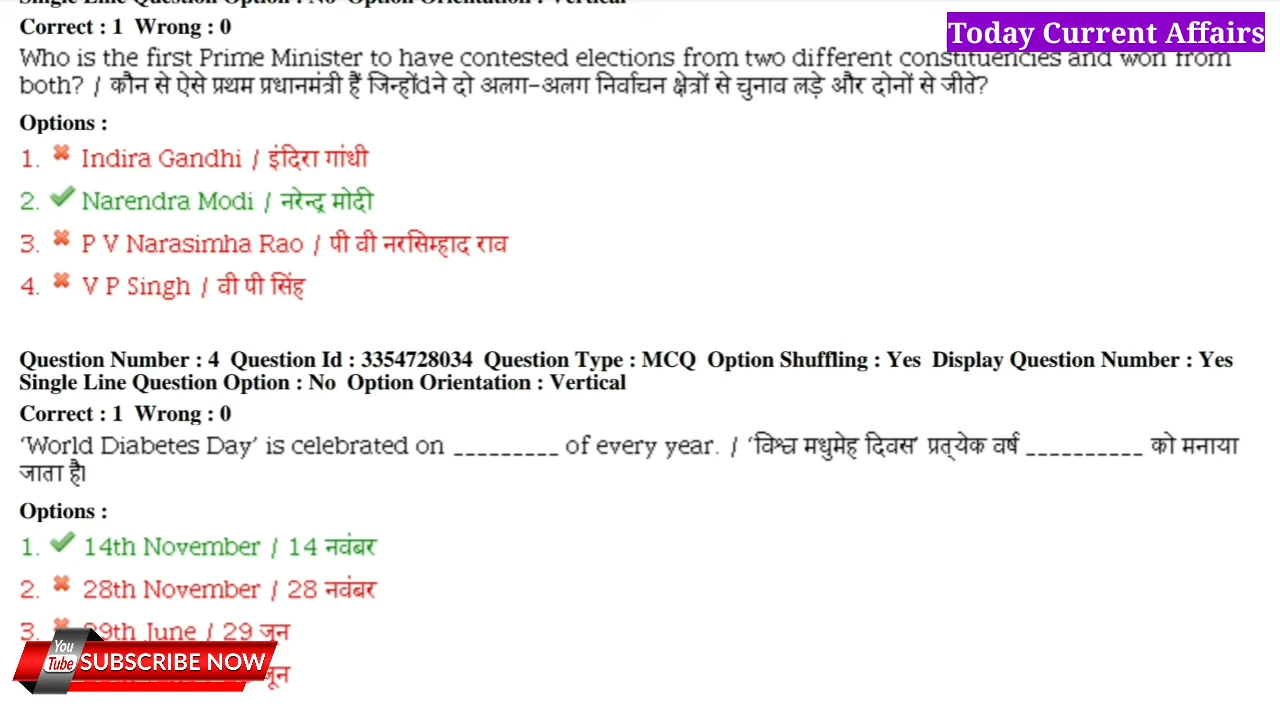 Correct : 1 Wrong : 0
Today Current Affairs
Who is the first Prime Minister to have contested elections from two different constituencies and won from
both? / कौन से ऐसे प्रथम प्रधानमंत्री हैं जिन्होंdने दो अलग-अलग निर्वाचन क्षेत्रों से चुनाव लड़े और दोनों से जीते?
Options :
1. Indira Gandhi / इंदिरा गांधी
2. Narendra Modi / नरेन्द्र मोदी
3. P V Narasimha Rao / पी वी नरसिम्हाद राव
4. V P Singh / वी पी सिंह
Question Number : 4 Question Id : 3354728034 Question Type : MCQ Option Shuffling : Yes Display Question Number : Yes
Single Line Question Option : No Option Orientation : Vertical
Correct : 1 Wrong : 0
‘World Diabetes Day’ is celebrated on _________ of every year. / ‘विश्व मधुमेह दिवस’ प्रत्येक वर्ष __________ को मनाया
जाता है।
Options :
1. 14th November / 14 नवंबर
2. 28th November / 28 नवंबर
3. 29th June / 29 जून
You
Tube SUBSCRIBE NOW
जून